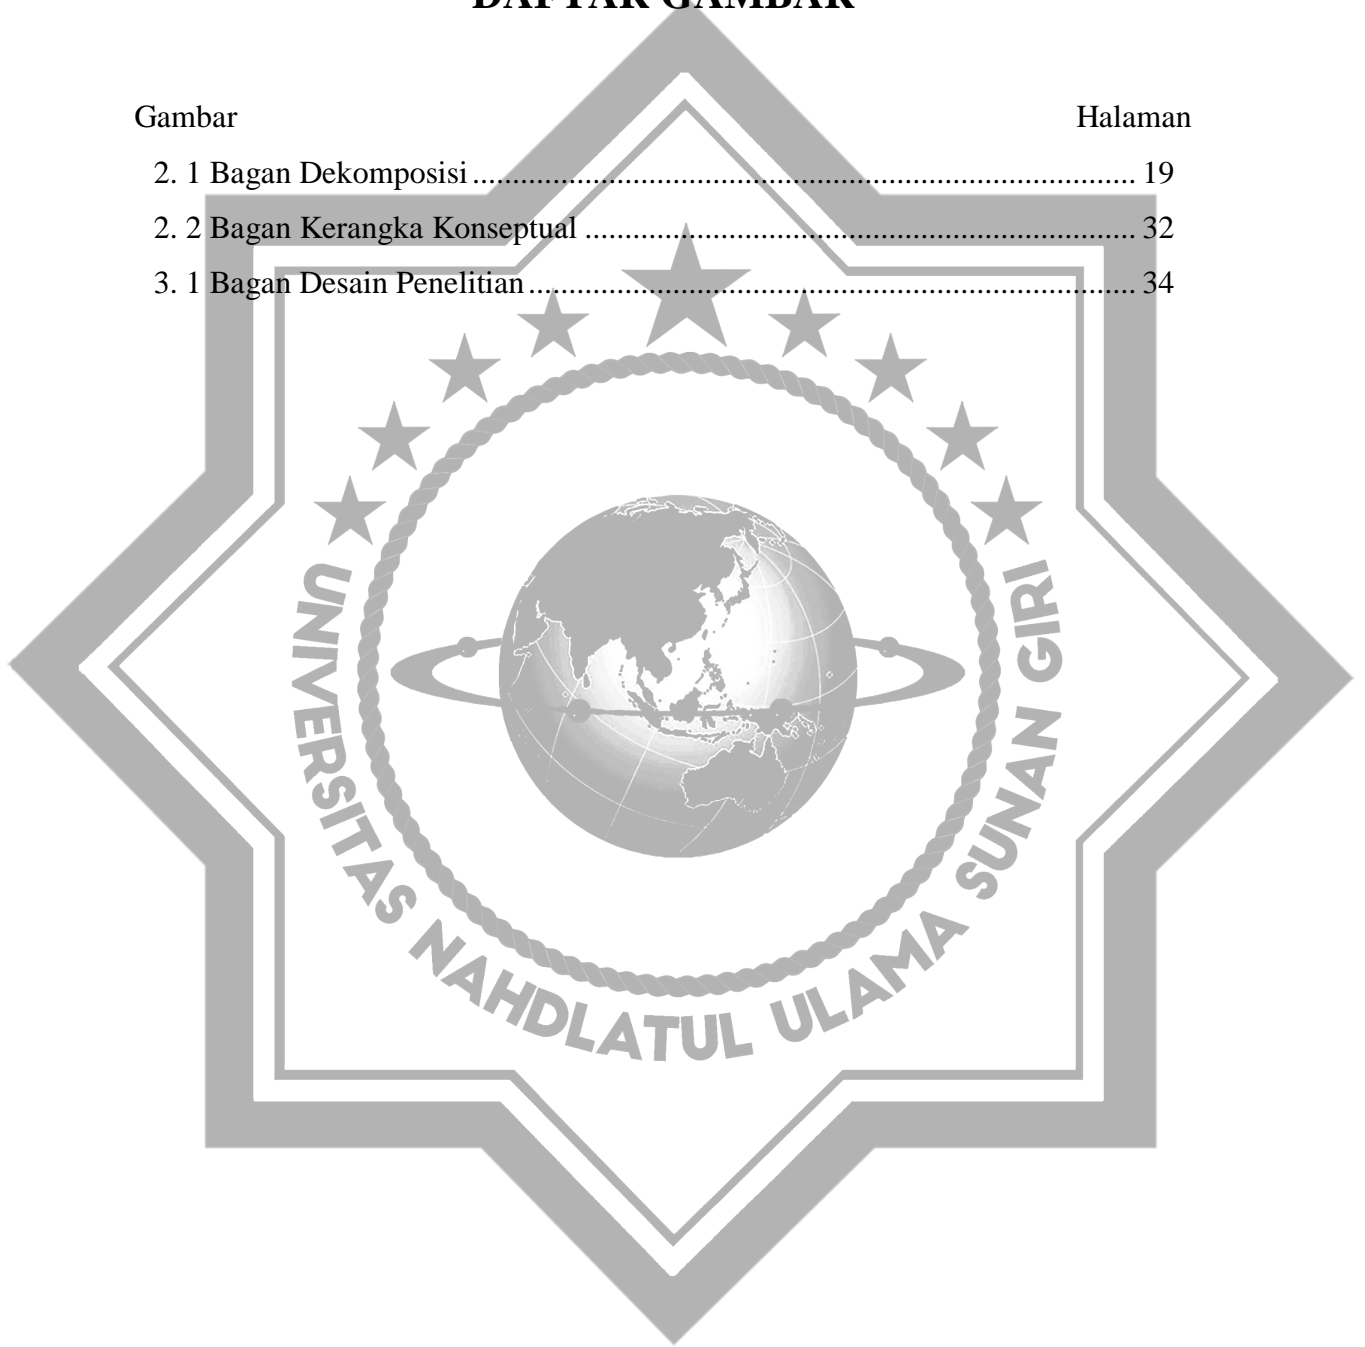 DAFTAR GAMBAR
Gambar Halaman
2. 1 Bagan Dekomposisi........................................................................................ 19
2. 2 Bagan Kerangka Konseptual ......................................................................... 32
3. 1 Bagan Desain Penelitian................................................................................ 34
UNIVERSITAS NAHDLATUL ULAMA SUNAN GIRI